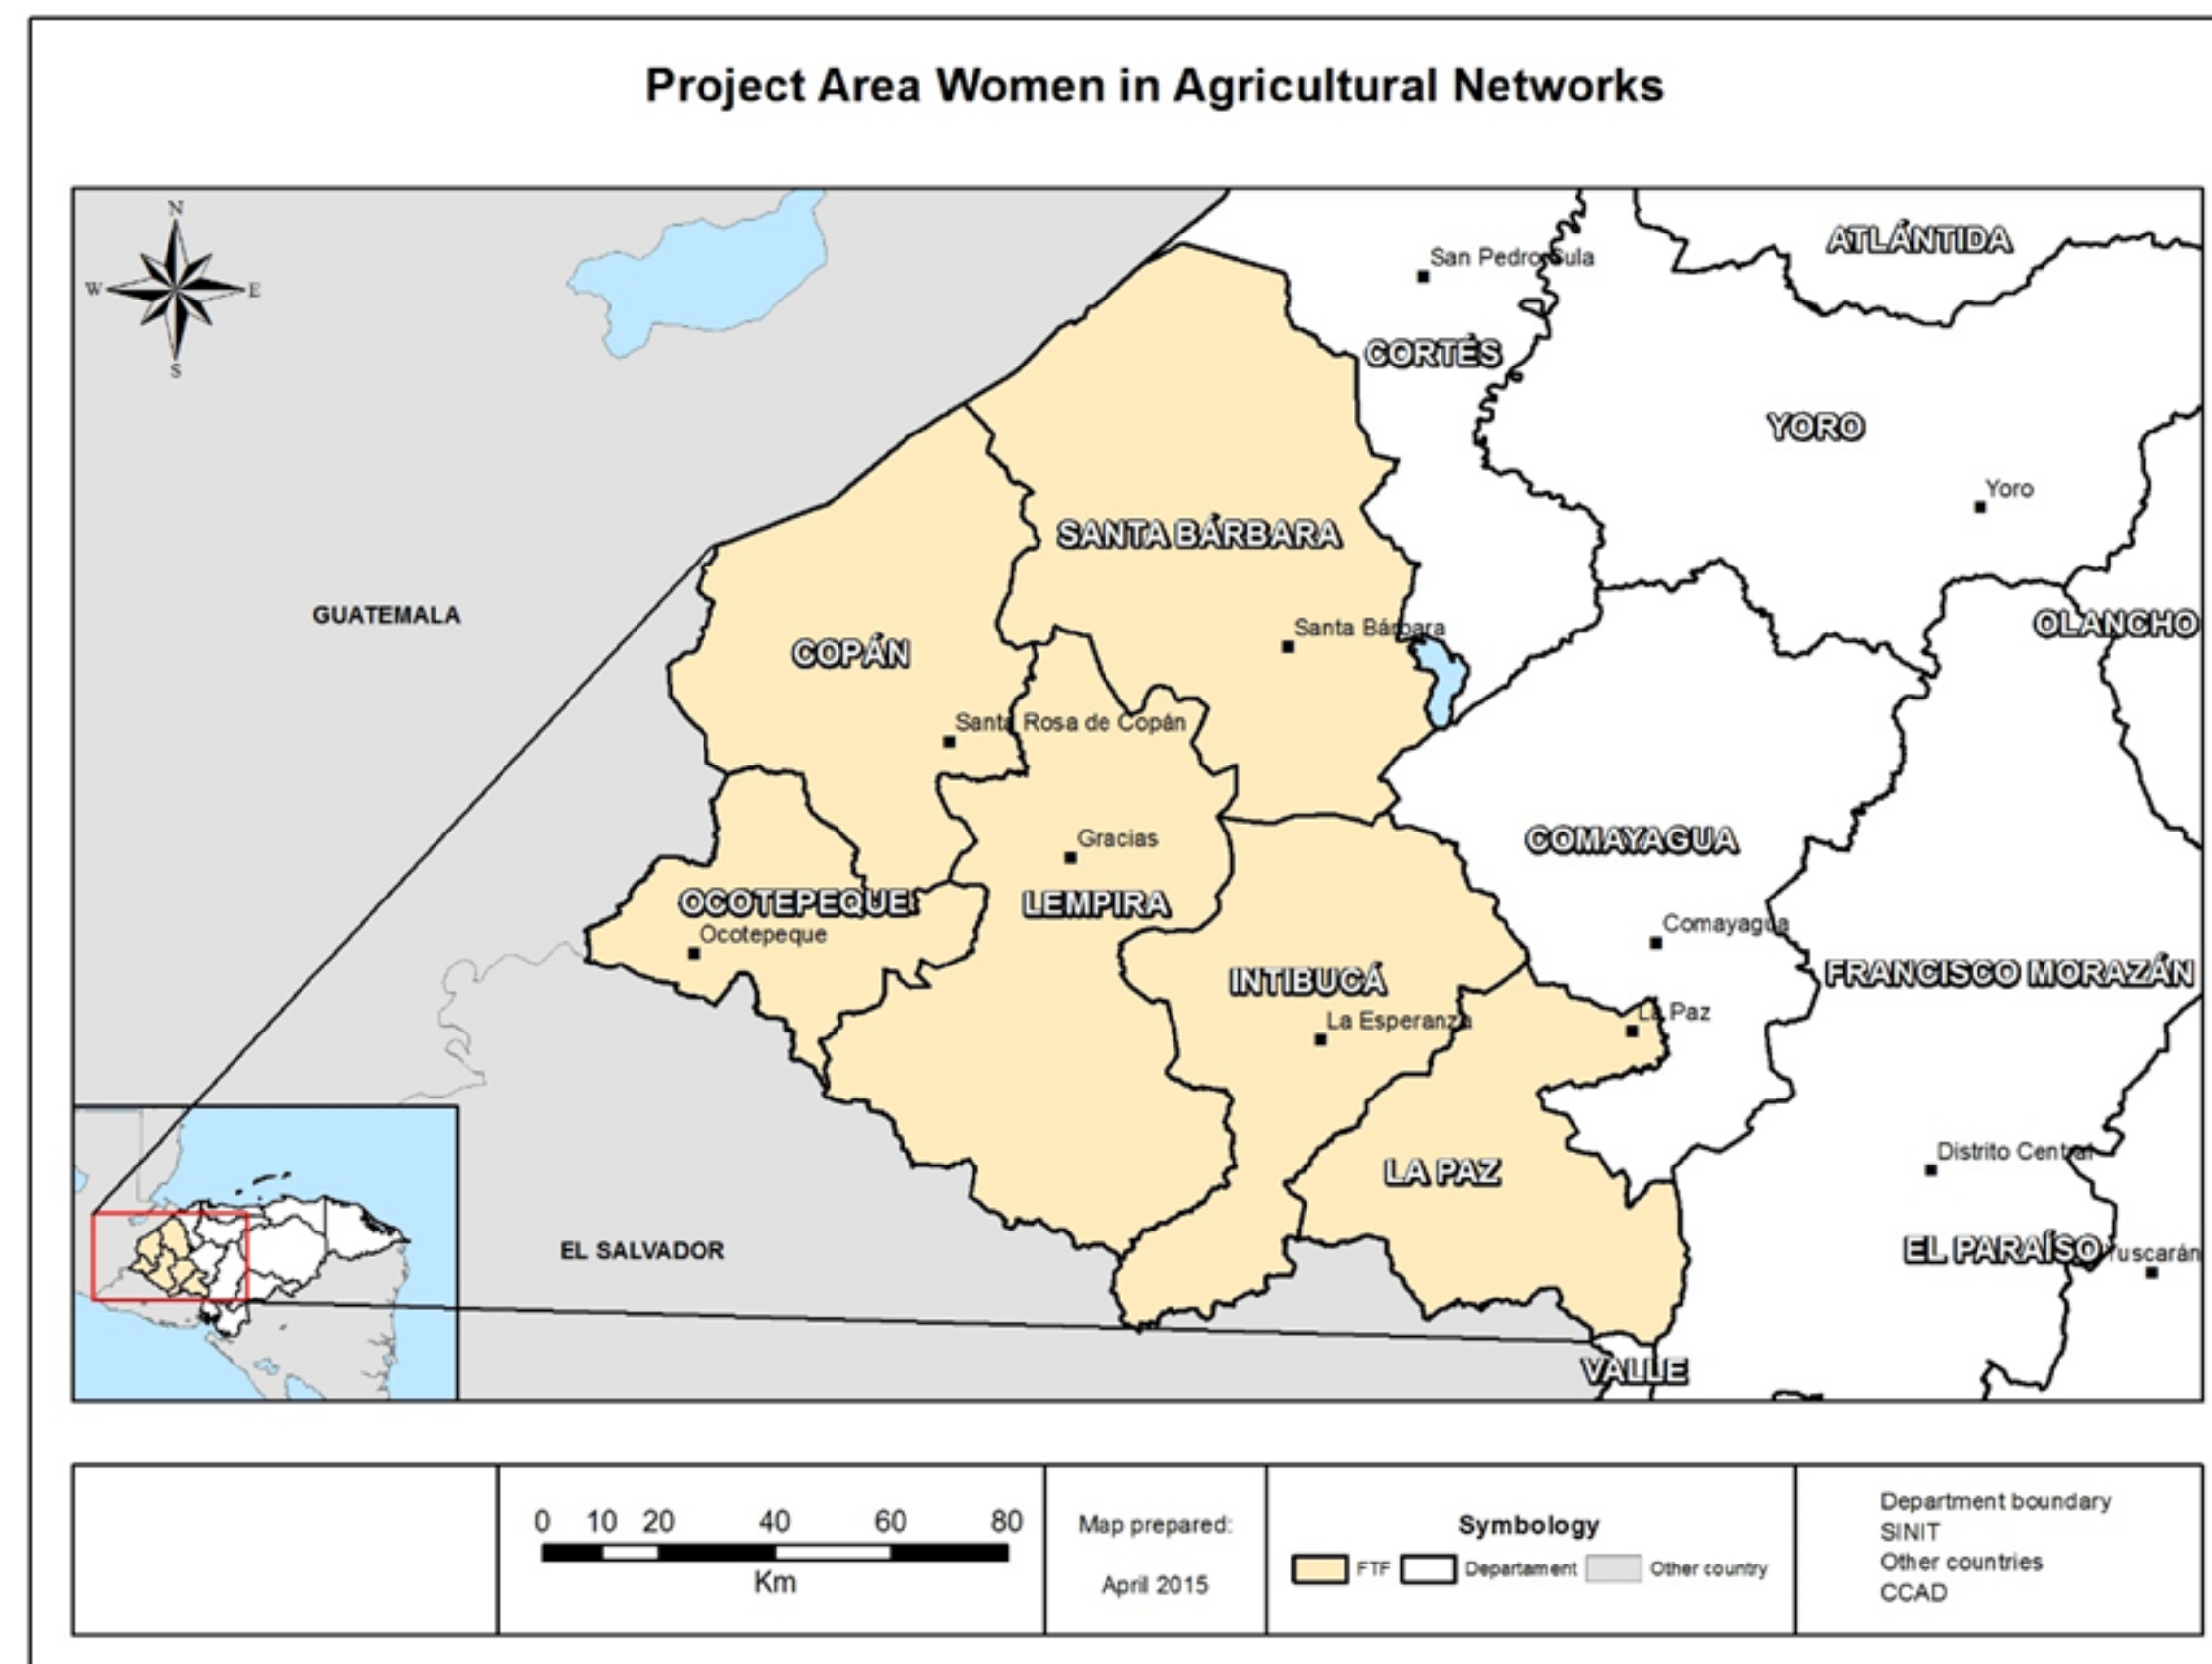 Project Area Women in Agricultural Networks
N
W E
S
ATLÁNTIDA
San Pedro Sula
CORTÉS
YORO
Yoro
SANTA BÁRBARA
GUATEMALA
OLANCHO
Santa Bárbara
COPÁN
Santa Rosa de Copán
Gracias
COMAYAGUA
OCOTEPEQUE
LEMPIRA
Ocotepeque
Comayagua
INTIBUCÁ
FRANCISCO MORAZÁN
La Esperanza
La Paz
Distrito Central
LA PAZ
EL SALVADOR
EL PARAÍSO
Yuscarán
VALLE
0 10 20 40 60 80
Km
Map prepared:
April 2015
Symbology
FTF Departament Other country
Department boundary
SINIT
Other countries
CCAD